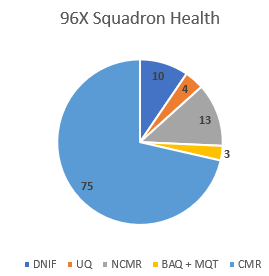 96X Squadron Health
10
4
13
3
75
DNIF UQ NCMR BAQ + MQT CMR